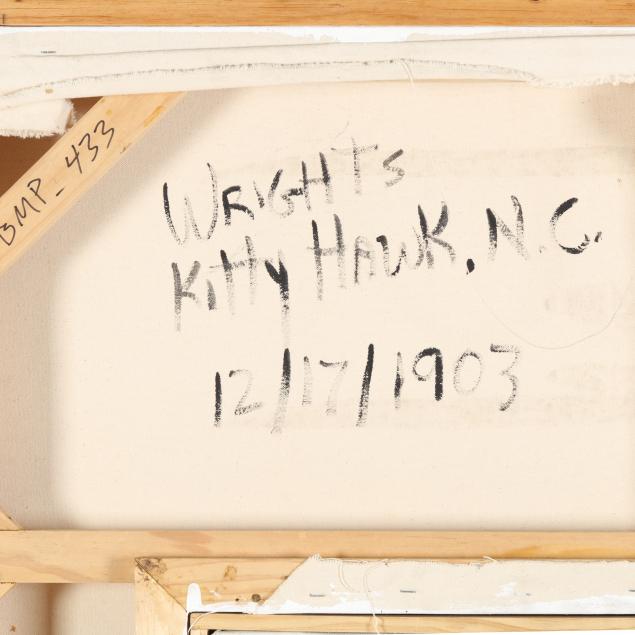 BMP_433
WRIGHTS
KiTTy HAWK, N.C.
12/17/1903